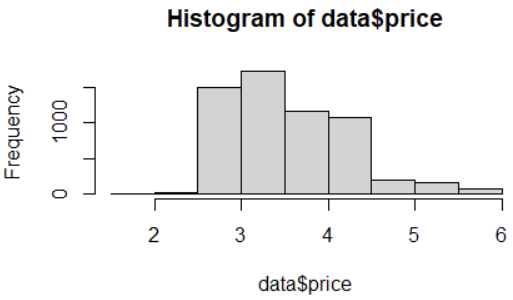 Histogram of data$price
Frequency
1000
0
2 3 4 5 6
data$price